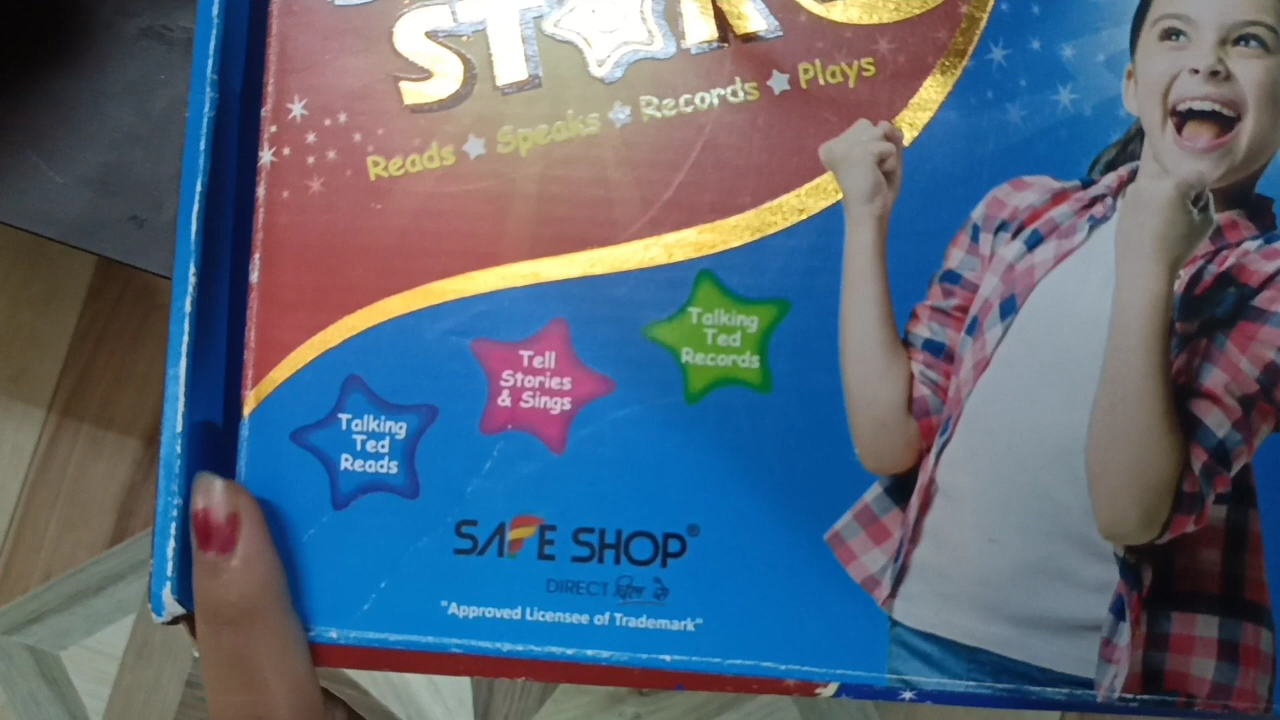 Reads Speaks Records Plays
Talking
Ted
Records
Tell
Stories
& Sings
Talking
Ted
Reads
SAFE SHOP®
DIRECT दिल से
"Approved Licensee of Trademark"